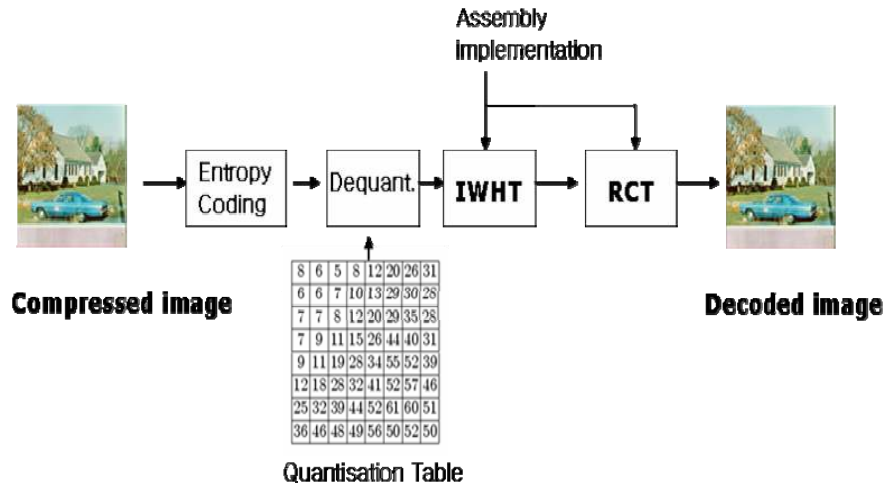 Assembly
implementation
Entropy
Coding
Dequant.
IWHT
RCT
Compressed image
Decoded image
8 6 5 8 12 20 26 31
6 6 7 10 13 29 30 28
7 7 8 12 20 29 35 28
7 9 11 15 26 44 40 31
9 11 19 28 34 55 52 39
12 18 28 32 41 52 57 46
25 32 39 44 52 61 60 51
36 46 48 49 56 50 52 50
Quantisation Table